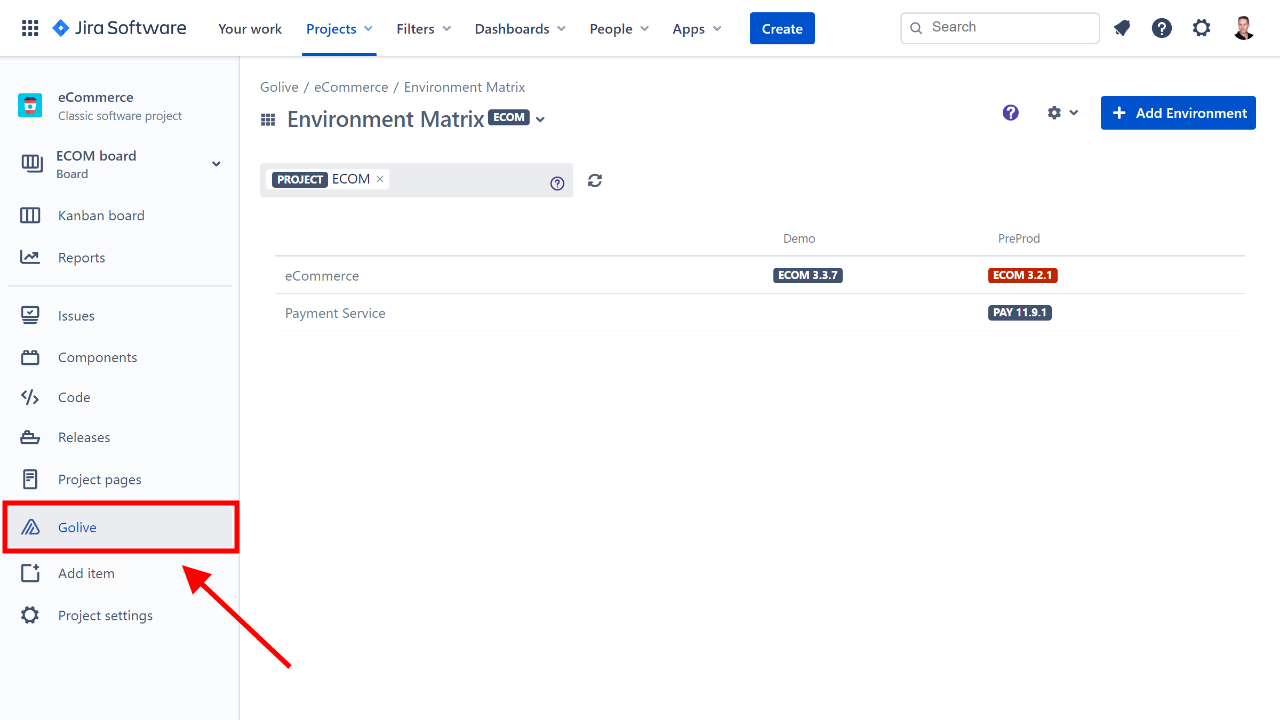 Jira Software Your work Projects Filters Dashboards People Apps Create Search
eCommerce
Classic software project
ECOM board
Board
Kanban board
Reports
Issues
Components
Code
Releases
Project pages
Golive
Add item
Project settings
Golive / eCommerce / Environment Matrix
Environment Matrix ECOM
+ Add Environment
PROJECT ECOM ×
Demo PreProd
eCommerce ECOM 3.3.7 ECOM 3.2.1
Payment Service PAY 11.9.1